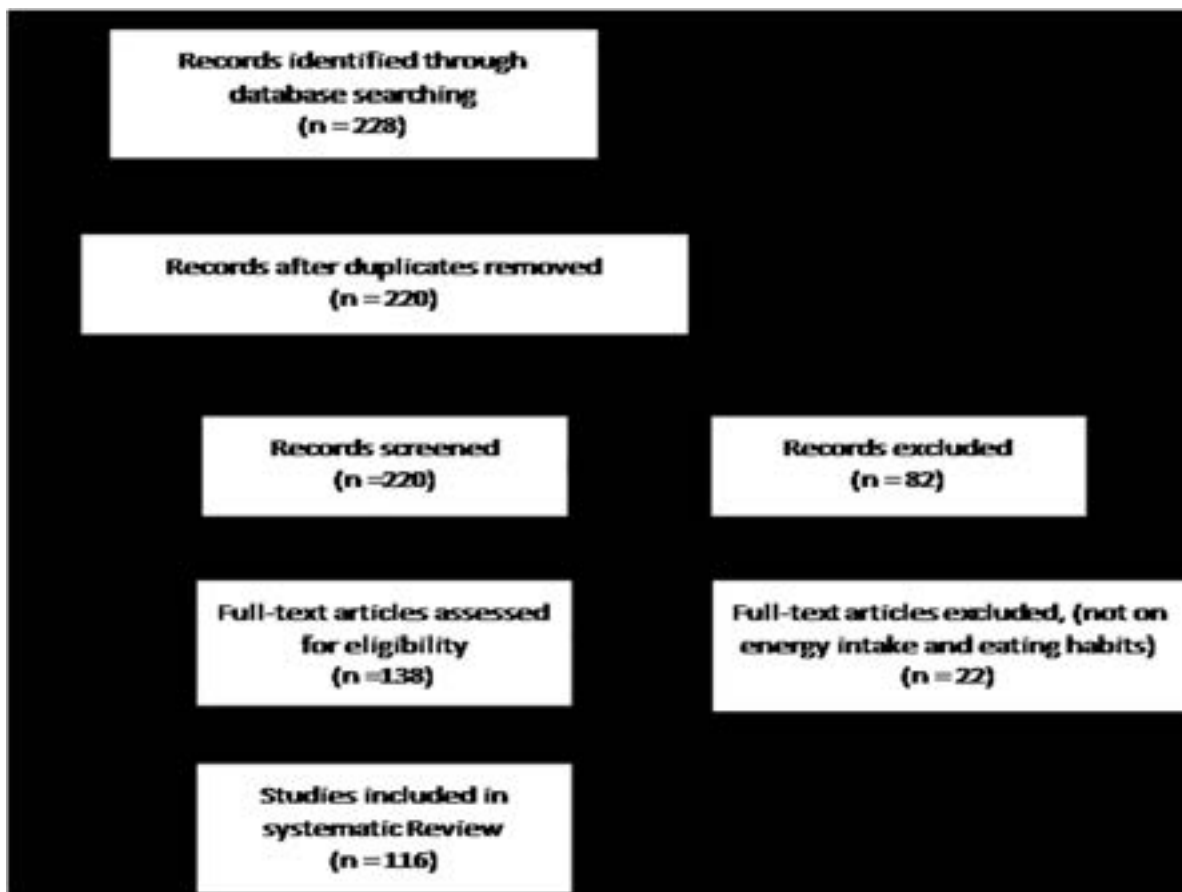 Records identified through
database searching
(n = 228)
Records after duplicates removed
(n = 220)
Records screened
(n =220)
Records excluded
(n = 82)
Full-text articles assessed
for eligibility
(n =138)
Full-text articles excluded, (not on
energy intake and eating habits)
(n = 22)
Studies included in
systematic Review
(n = 116)